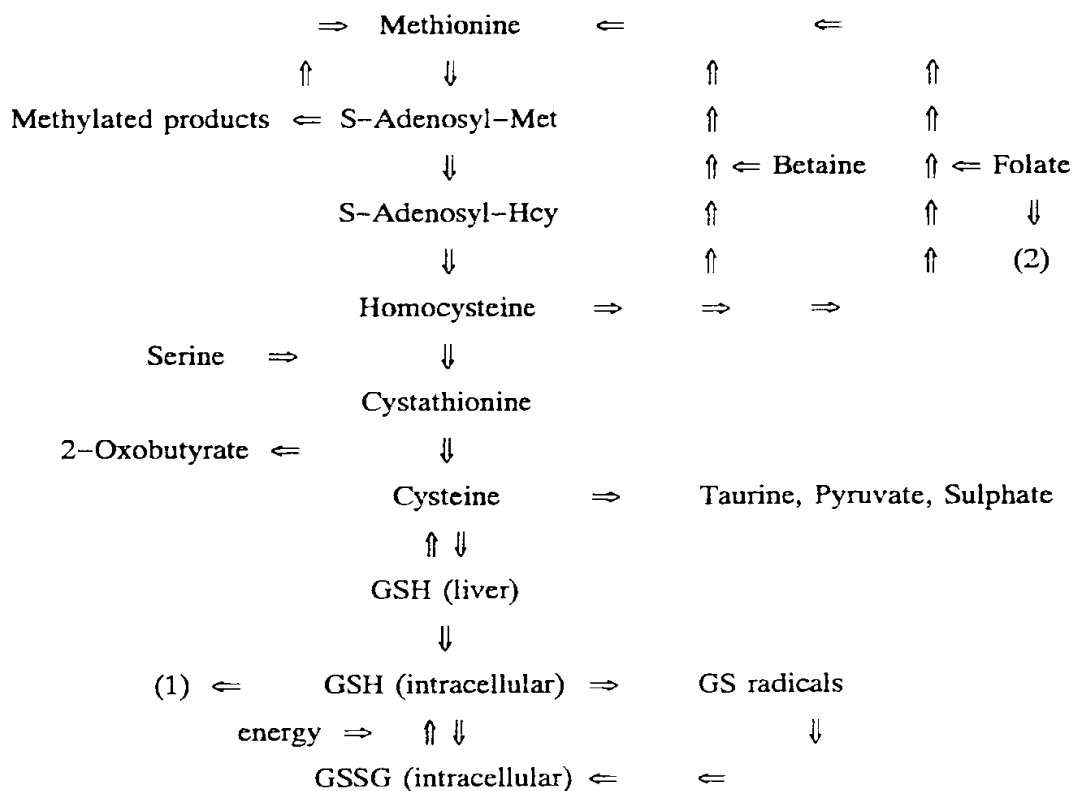 ⇒ Methionine ⇐ ⇐
⇑ ⇓ ⇑ ⇑
Methylated products ⇐ S-Adenosyl-Met ⇑ ⇑
⇓ ⇑ ⇐ Betaine ⇑ ⇐ Folate
S-Adenosyl-Hcy ⇑ ⇑ ⇓
⇓ ⇑ ⇑ (2)
Homocysteine ⇒ ⇒ ⇒
Serine ⇒ ⇓
Cystathionine
2-Oxobutyrate ⇐ ⇓
Cysteine ⇒ Taurine, Pyruvate, Sulphate
⇑ ⇓
GSH (liver)
⇓
(1) ⇐ GSH (intracellular) ⇒ GS radicals
energy ⇒ ⇑ ⇓ ⇓
GSSG (intracellular) ⇐ ⇐